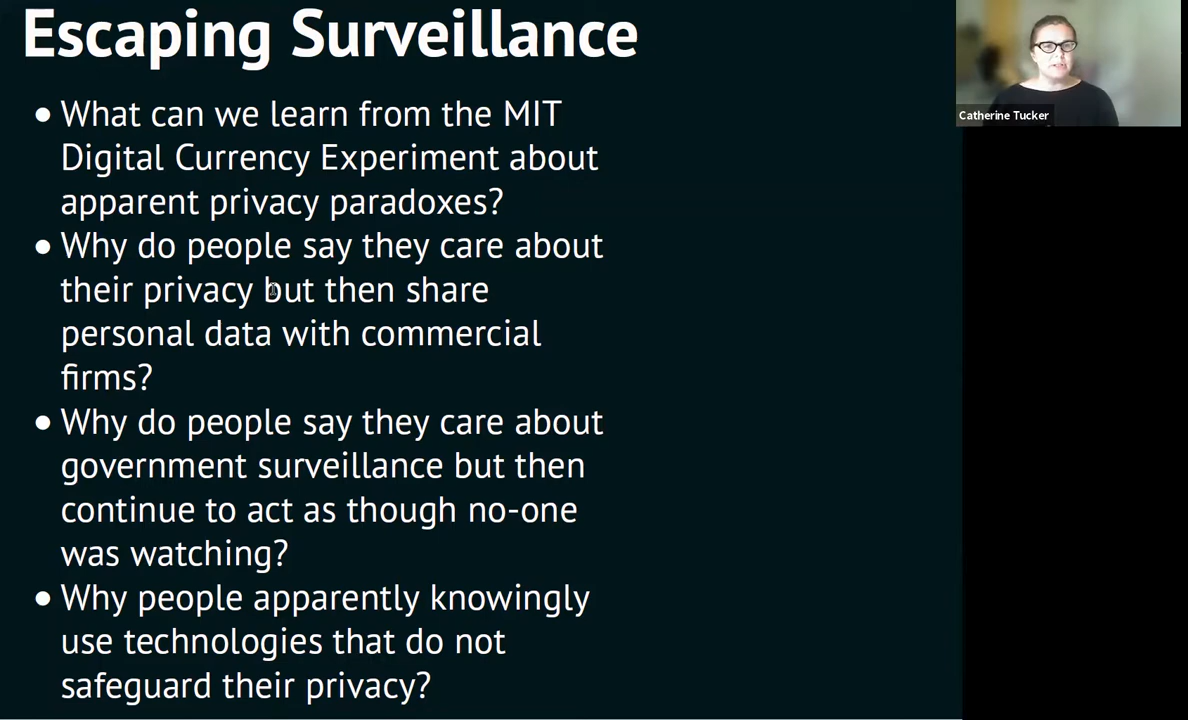 Escaping Surveillance
Catherine Tucker
• What can we learn from the MIT
Digital Currency Experiment about
apparent privacy paradoxes?
• Why do people say they care about
their privacy but then share
personal data with commercial
firms?
• Why do people say they care about
government surveillance but then
continue to act as though no-one
was watching?
• Why people apparently knowingly
use technologies that do not
safeguard their privacy?